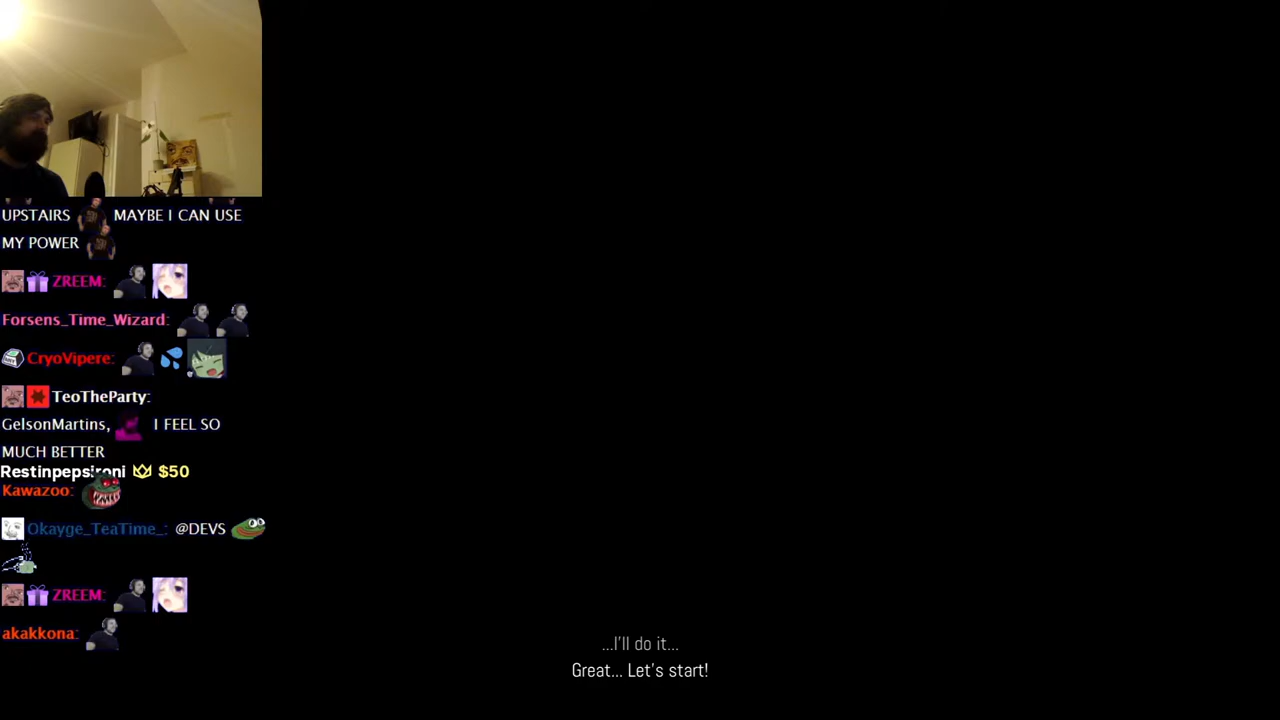 UPSTAIRS MAYBE I CAN USE
MY POWER
ZREEM:
Forsens_Time_Wizard:
CryoVipere:
TeoTheParty:
GelsonMartins, I FEEL SO
MUCH BETTER
Restinpepsironi $50
Kawazoo:
Okayge_TeaTime_: @DEVS
ZREEM:
akakkona:
...I'll do it...
Great... Let's start!